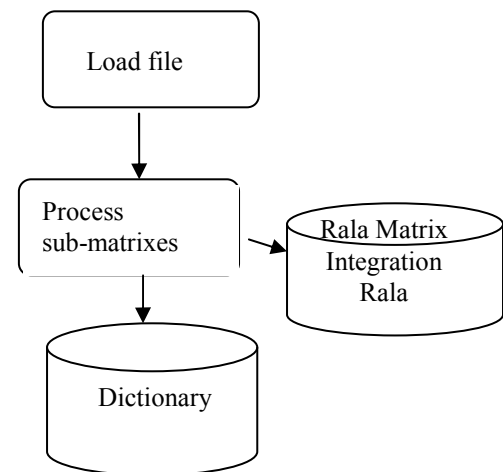 Load file
Process
sub-matrixes
Rala Matrix
Integration
Rala
Dictionary